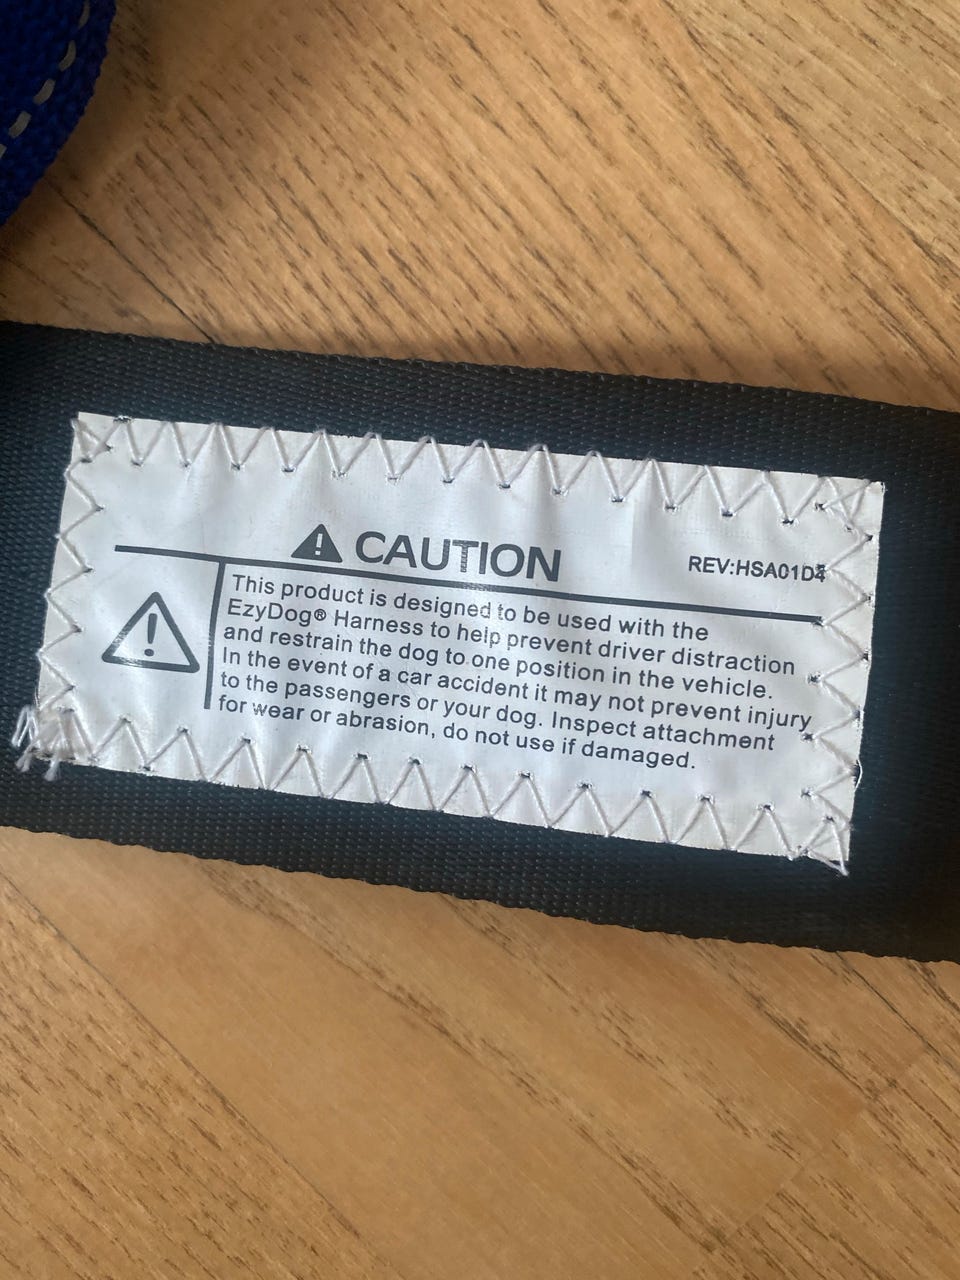 CAUTION
REV:HSA01D4
This product is designed to be used with the
EzyDog® Harness to help prevent driver distraction
and restrain the dog to one position in the vehicle.
In the event of a car accident it may not prevent injury
to the passengers or your dog. Inspect attachment
for wear or abrasion, do not use if damaged.